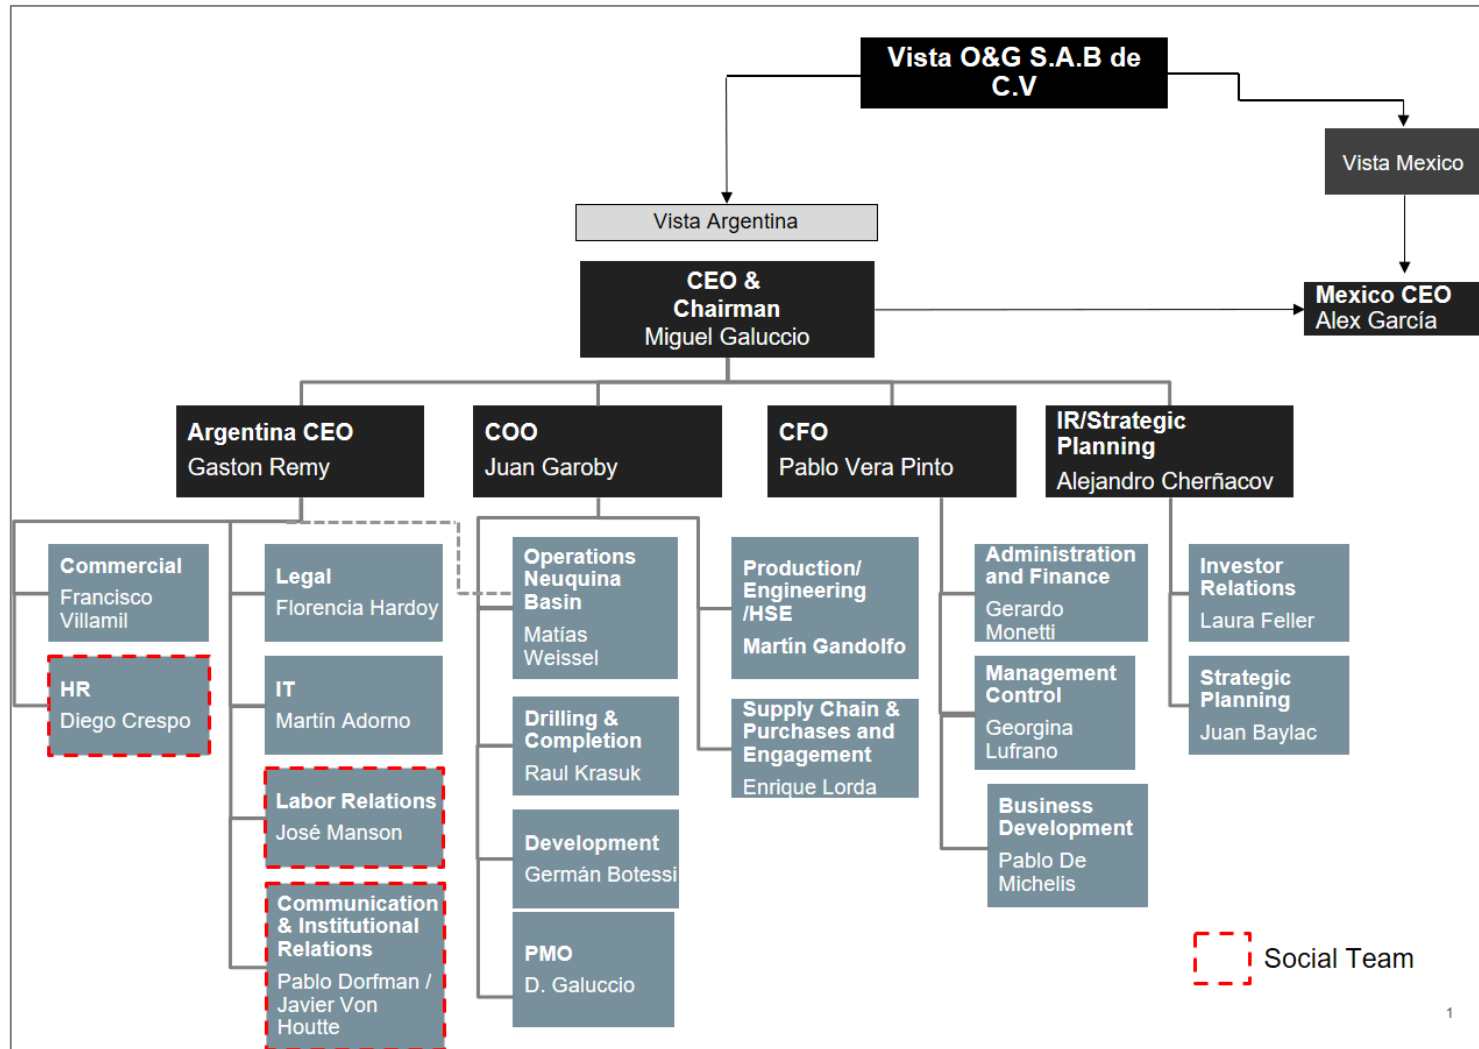 Vista O&G S.A.B de
C.V
Vista Mexico
Vista Argentina
CEO &
Chairman
Miguel Galuccio
Mexico CEO
Alex García
Argentina CEO
Gaston Remy
COO
Juan Garoby
CFO
Pablo Vera Pinto
IR/Strategic
Planning
Alejandro Cherñacov
Commercial
Francisco
Villamil
HR
Diego Crespo
Legal
Florencia Hardoy
IT
Martín Adorno
Labor Relations
José Manson
Communication
& Institutional
Relations
Pablo Dorfman /
Javier Von
Houtte
Operations
Neuquina
Basin
Matías
Weissel
Drilling &
Completion
Raul Krasuk
Development
Germán Botessi
PMO
D. Galuccio
Production/
Engineering
/HSE
Martín Gandolfo
Supply Chain &
Purchases and
Engagement
Enrique Lorda
Administration
and Finance
Gerardo
Monetti
Management
Control
Georgina
Lufrano
Business
Development
Pablo De
Michelis
Investor
Relations
Laura Feller
Strategic
Planning
Juan Baylac
Social Team
1